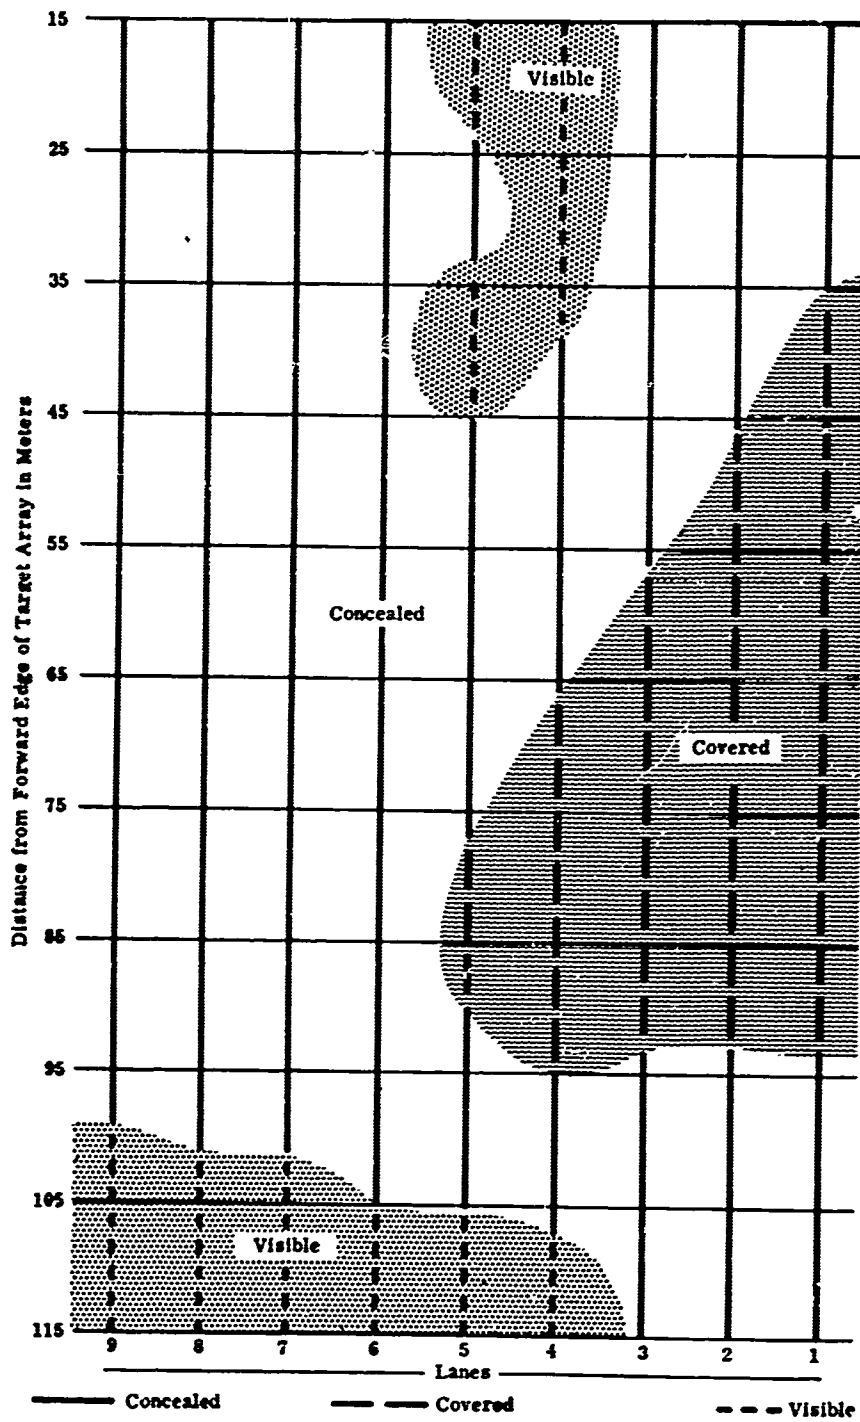 15
Visible
25
35
45
55
Concealed
65
Covered
75
85
95
105
Visible
115
Distance from Forward Edge of Target Array in Meters
9 8 7 6 5 4 3 2 1
Lanes
Concealed Covered Visible